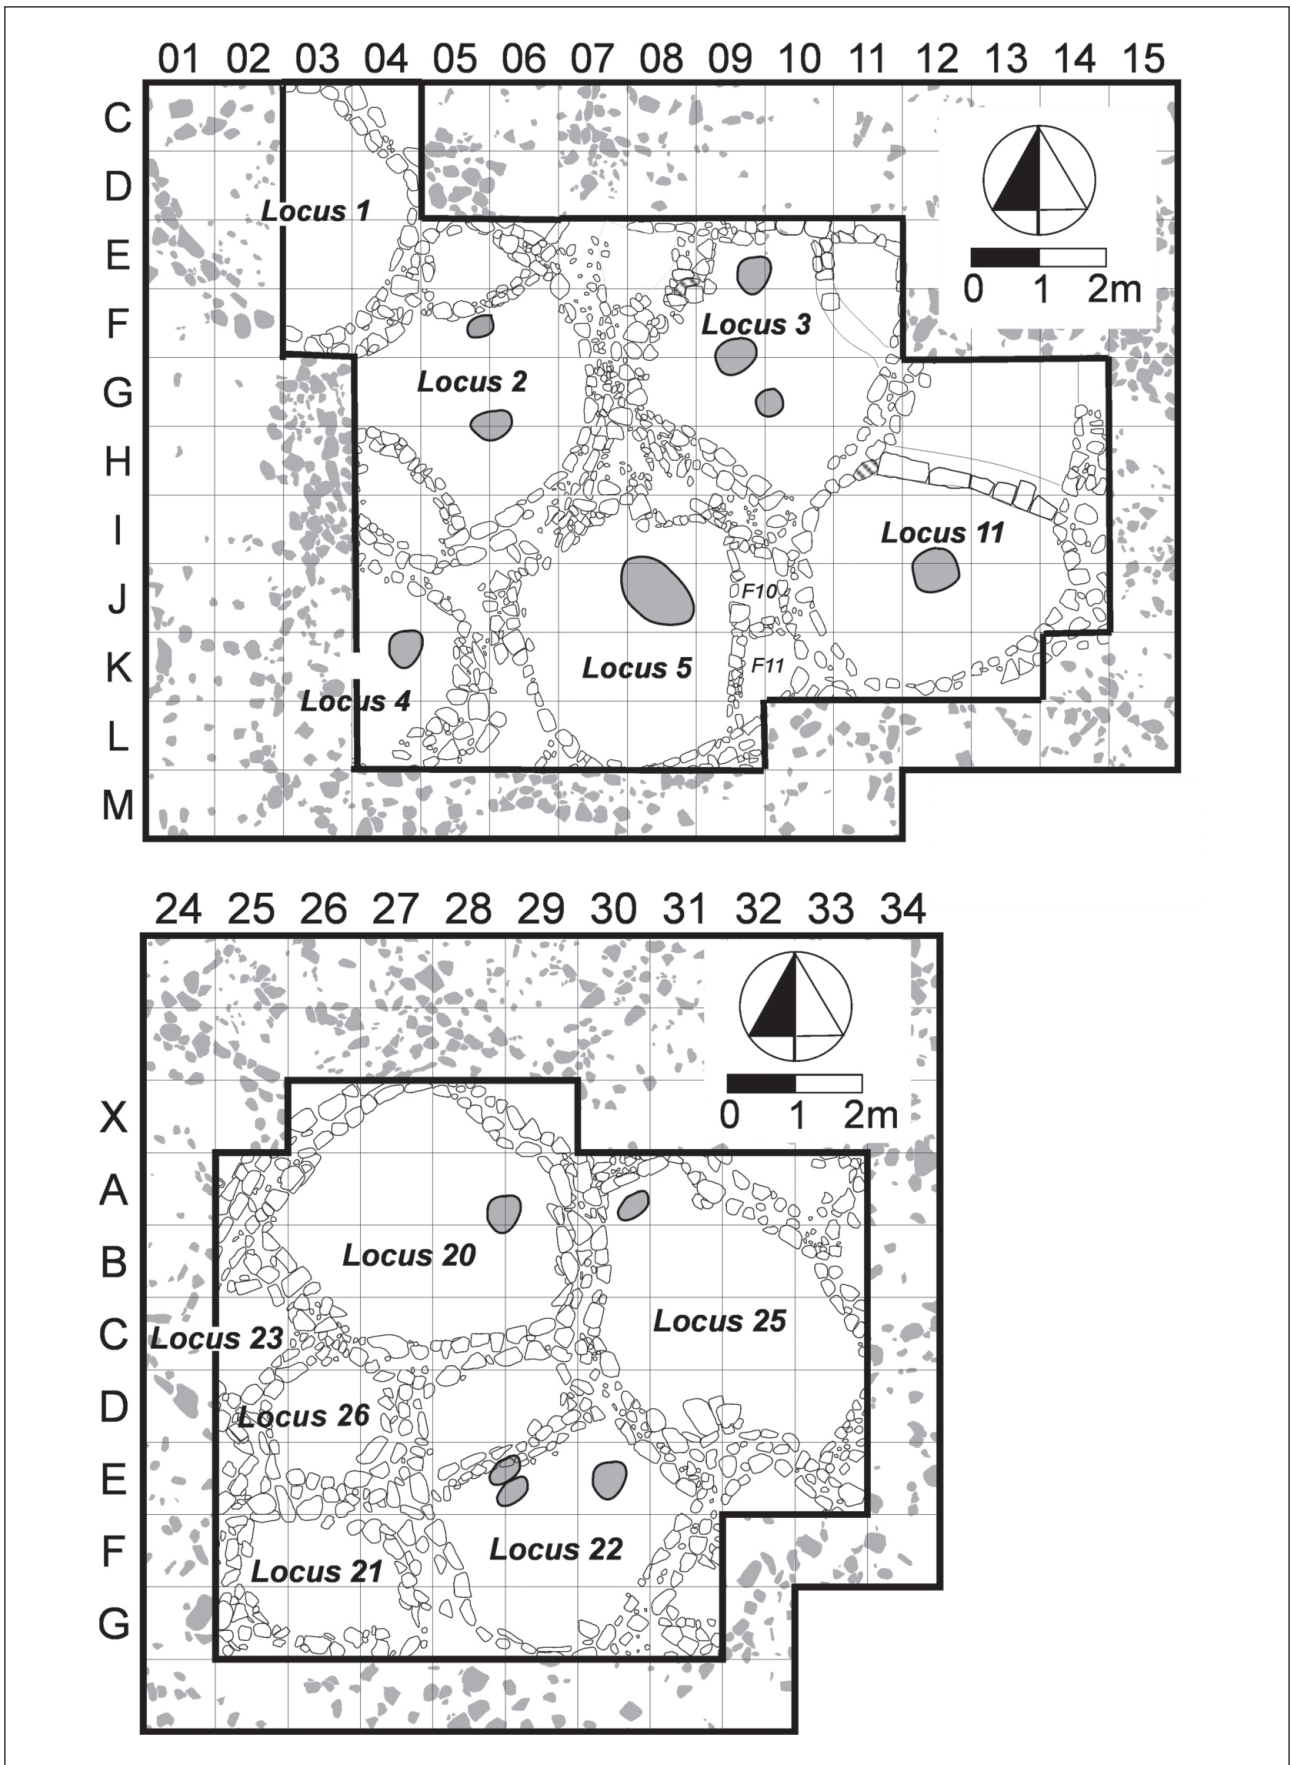 01 02 03 04 05 06 07 08 09 10 11 12 13 14 15
C
D
Locus 1
E
0 1 2m
F
Locus 3
G
Locus 2
H
I
Locus 11
J
F10
K
Locus 5
F11
Locus 4
L
M
24 25 26 27 28 29 30 31 32 33 34
X
0 1 2m
A
B
Locus 20
C
Locus 23
Locus 25
D
Locus 26
E
F
Locus 22
Locus 21
G